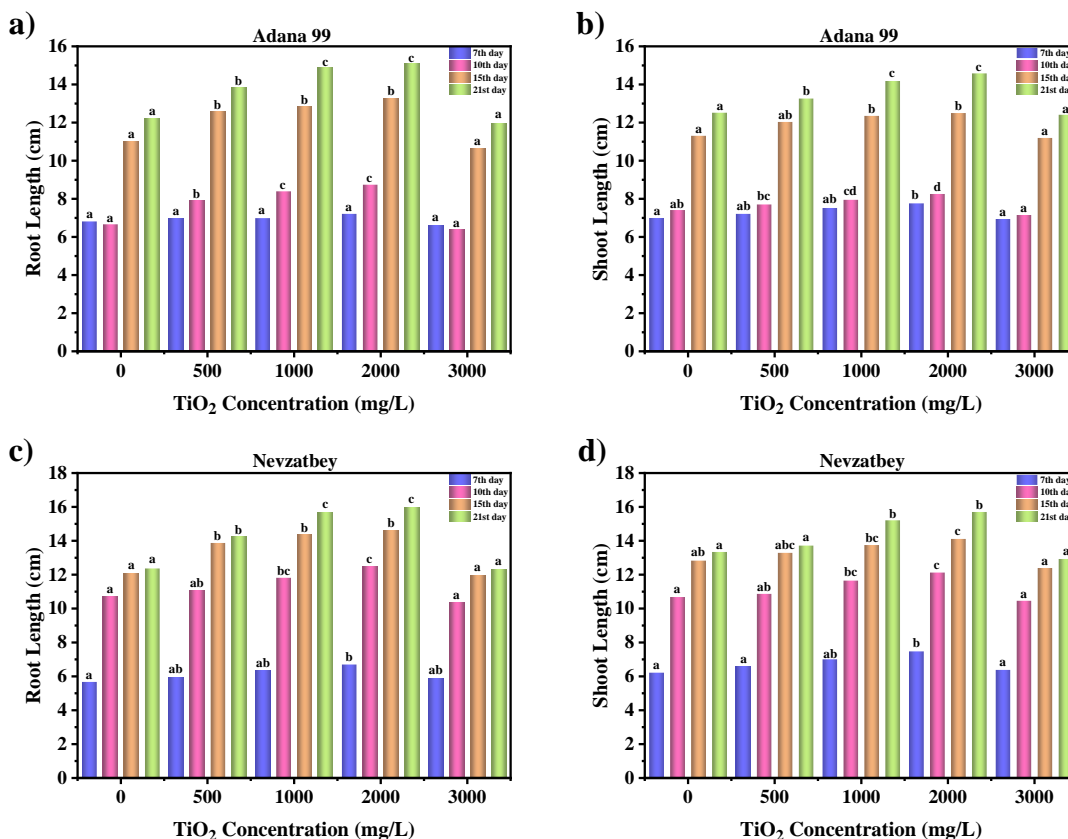 a)
Adana 99
7th day
10th day
15th day
21st day
Root Length (cm)
16
14
12
10
8
6
4
2
0
a a a a
a b b b
a c b c
a c b c
a a a a
0 500 1000 2000 3000
TiO₂ Concentration (mg/L)
b)
Adana 99
7th day
10th day
15th day
21st day
Shoot Length (cm)
16
14
12
10
8
6
4
2
0
a ab a a
ab bc ab b
ab cd b c
b d b c
a a a a
0 500 1000 2000 3000
TiO₂ Concentration (mg/L)
c)
Nevzatbey
7th day
10th day
15th day
21st day
Root Length (cm)
18
16
14
12
10
8
6
4
2
0
a a a a
ab ab b b
ab bc b c
b c b c
ab a a a
0 500 1000 2000 3000
TiO₂ Concentration (mg/L)
d)
Nevzatbey
7th day
10th day
15th day
21st day
Shoot Length (cm)
18
16
14
12
10
8
6
4
2
0
a a ab a
a ab abc a
ab bc bc b
b c c b
a a a a
0 500 1000 2000 3000
TiO₂ Concentration (mg/L)